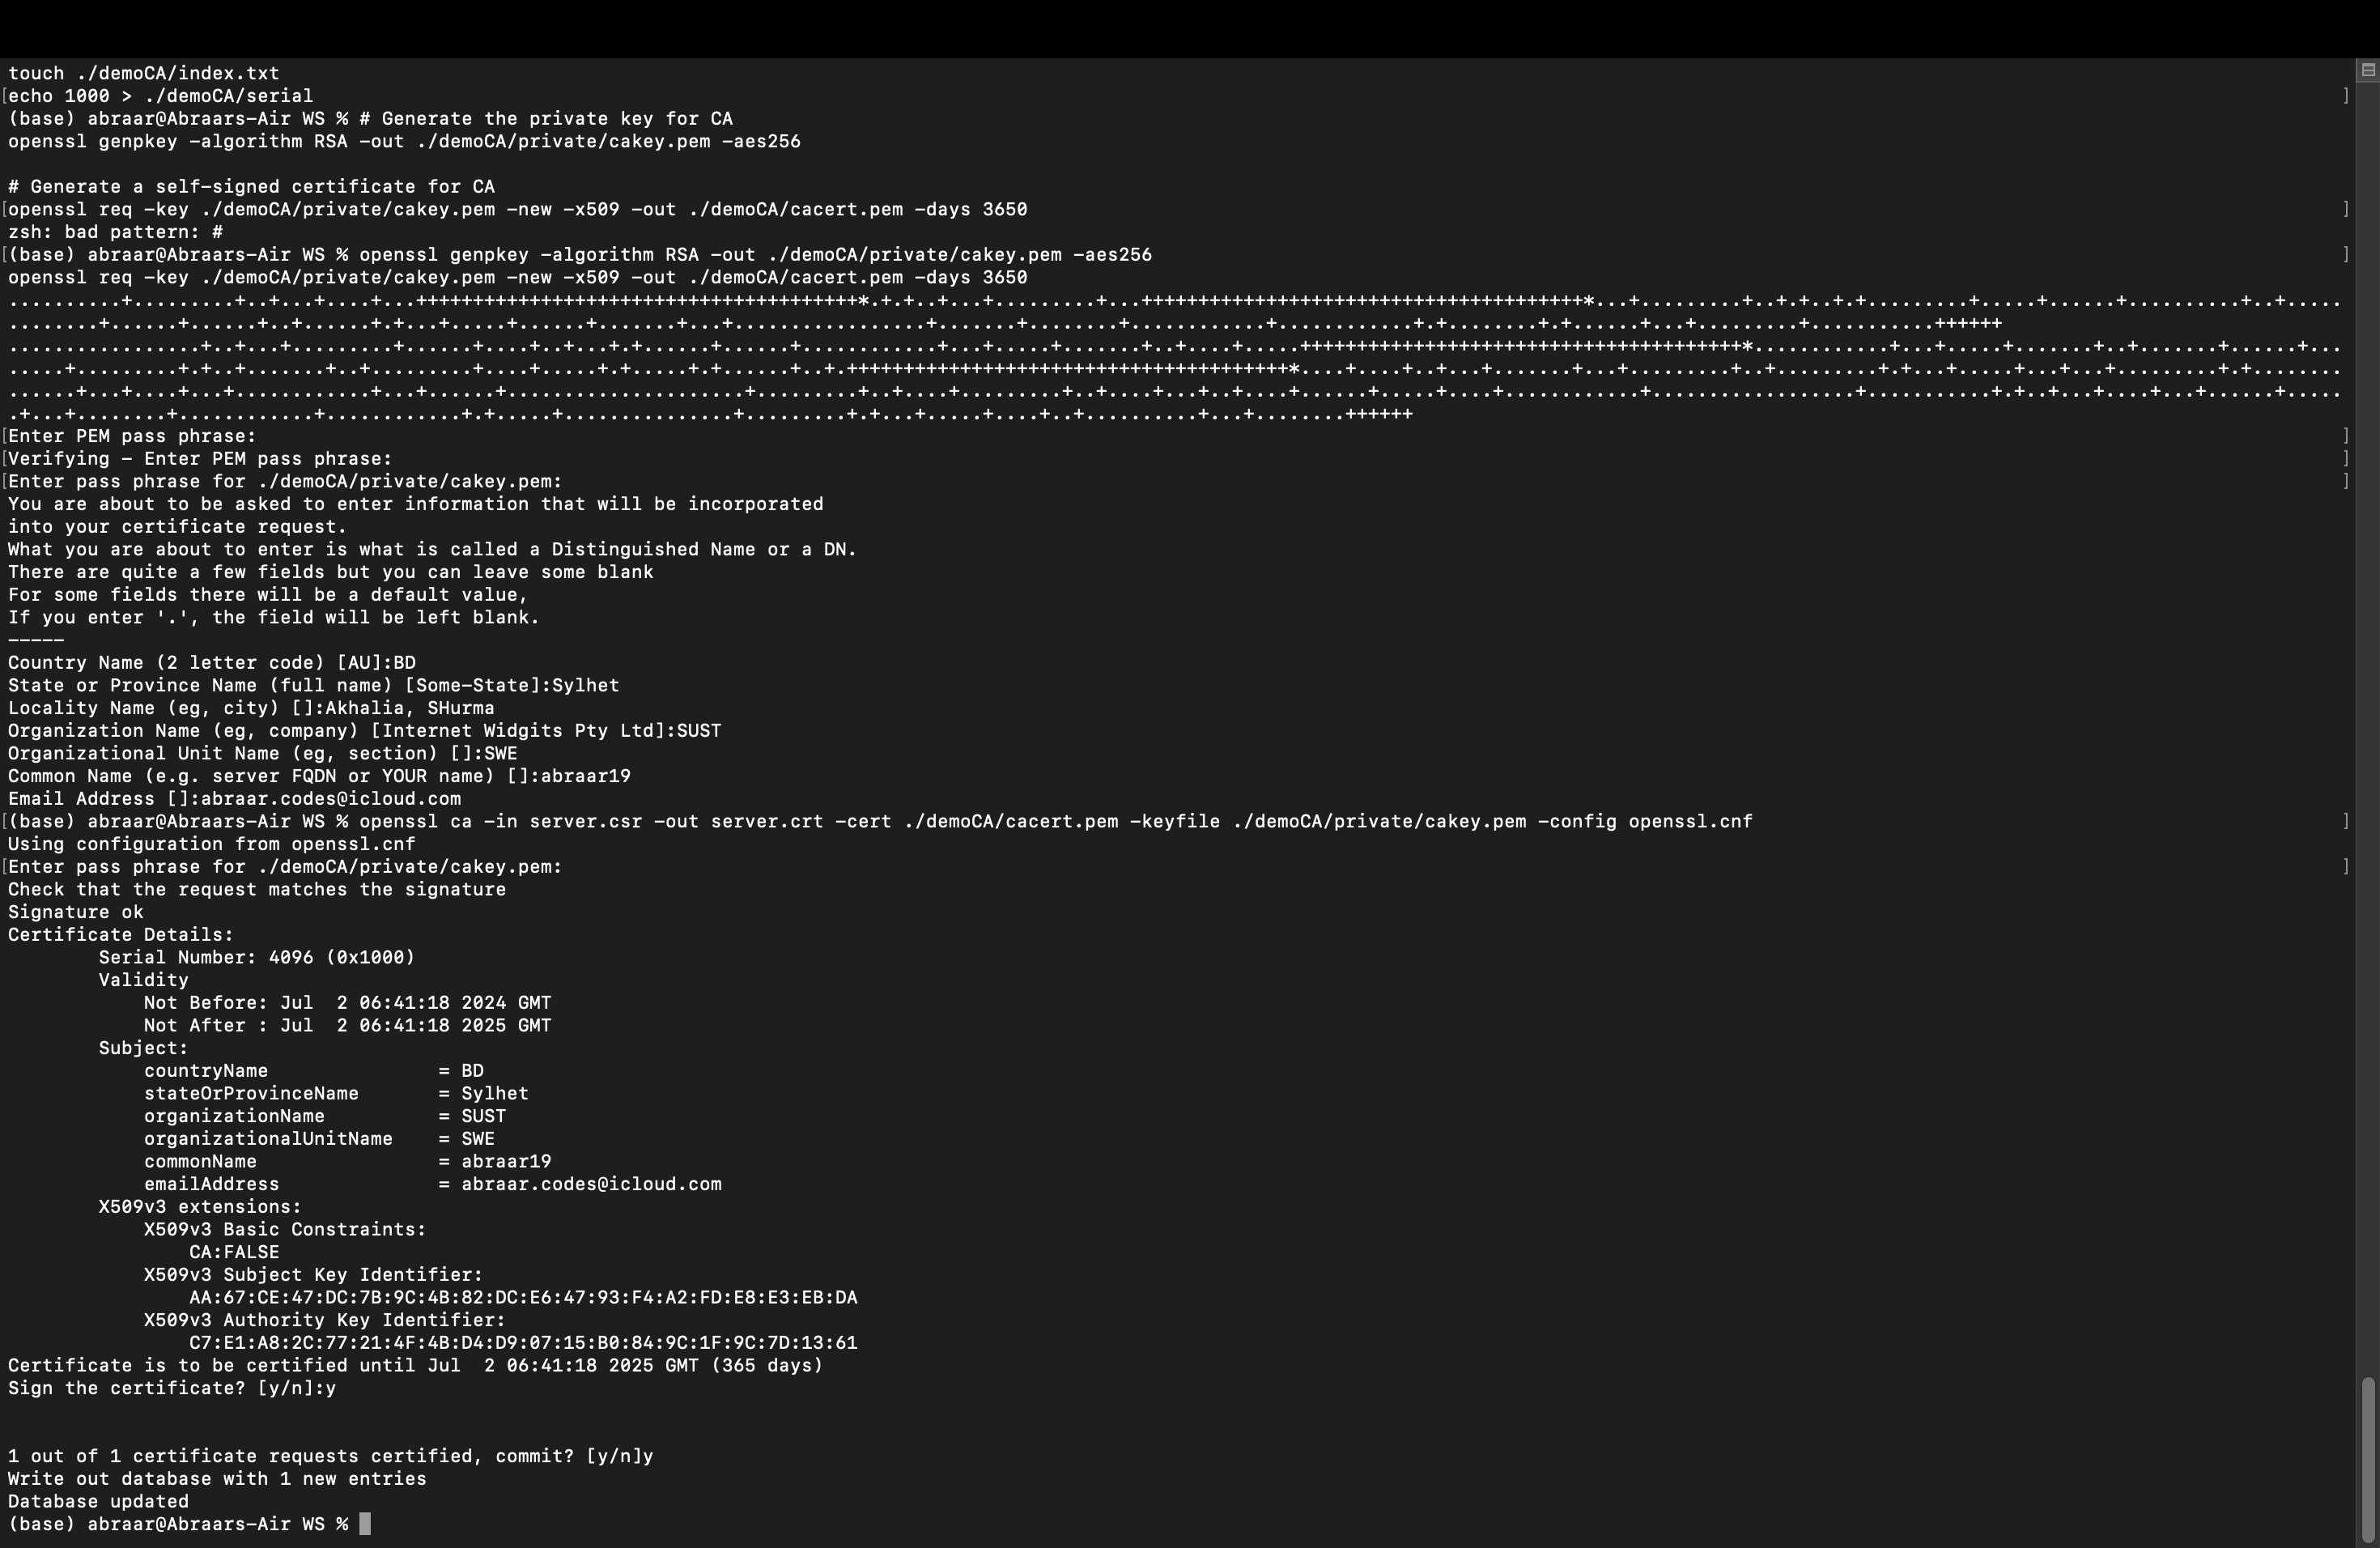 touch ./demoCA/index.txt
[echo 1000 > ./demoCA/serial ]
(base) abraar@Abraars-Air WS % # Generate the private key for CA
openssl genpkey -algorithm RSA -out ./demoCA/private/cakey.pem -aes256
# Generate a self-signed certificate for CA
[openssl req -key ./demoCA/private/cakey.pem -new -x509 -out ./demoCA/cacert.pem -days 3650 ]
zsh: bad pattern: #
[(base) abraar@Abraars-Air WS % openssl genpkey -algorithm RSA -out ./demoCA/private/cakey.pem -aes256 ]
openssl req -key ./demoCA/private/cakey.pem -new -x509 -out ./demoCA/cacert.pem -days 3650
[Enter PEM pass phrase: ]
[Verifying - Enter PEM pass phrase: ]
[Enter pass phrase for ./demoCA/private/cakey.pem: ]
You are about to be asked to enter information that will be incorporated
into your certificate request.
What you are about to enter is what is called a Distinguished Name or a DN.
There are quite a few fields but you can leave some blank
For some fields there will be a default value,
If you enter '.', the field will be left blank.
-----
Country Name (2 letter code) [AU]:BD
State or Province Name (full name) [Some-State]:Sylhet
Locality Name (eg, city) []:Akhalia, SHurma
Organization Name (eg, company) [Internet Widgits Pty Ltd]:SUST
Organizational Unit Name (eg, section) []:SWE
Common Name (e.g. server FQDN or YOUR name) []:abraar19
Email Address []:abraar.codes@icloud.com
[(base) abraar@Abraars-Air WS % openssl ca -in server.csr -out server.crt -cert ./demoCA/cacert.pem -keyfile ./demoCA/private/cakey.pem -config openssl.cnf ]
Using configuration from openssl.cnf
[Enter pass phrase for ./demoCA/private/cakey.pem: ]
Check that the request matches the signature
Signature ok
Certificate Details:
Serial Number: 4096 (0x1000)
Validity
Not Before: Jul  2 06:41:18 2024 GMT
Not After : Jul  2 06:41:18 2025 GMT
Subject:
countryName = BD
stateOrProvinceName = Sylhet
organizationName = SUST
organizationalUnitName = SWE
commonName = abraar19
emailAddress = abraar.codes@icloud.com
X509v3 extensions:
X509v3 Basic Constraints:
CA:FALSE
X509v3 Subject Key Identifier:
AA:67:CE:47:DC:7B:9C:4B:82:DC:E6:47:93:F4:A2:FD:E8:E3:EB:DA
X509v3 Authority Key Identifier:
C7:E1:A8:2C:77:21:4F:4B:D4:D9:07:15:B0:84:9C:1F:9C:7D:13:61
Certificate is to be certified until Jul  2 06:41:18 2025 GMT (365 days)
Sign the certificate? [y/n]:y
1 out of 1 certificate requests certified, commit? [y/n]y
Write out database with 1 new entries
Database updated
(base) abraar@Abraars-Air WS %